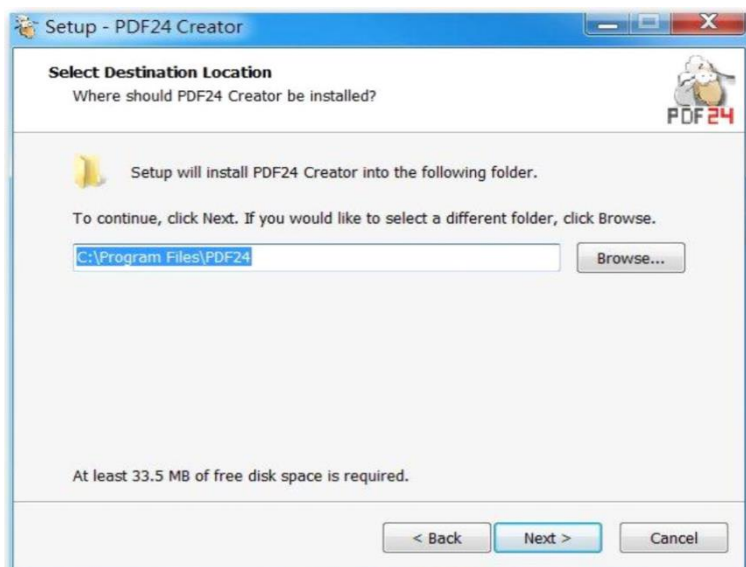 Setup - PDF24 Creator
Select Destination Location
Where should PDF24 Creator be installed?
PDF24
Setup will install PDF24 Creator into the following folder.
To continue, click Next. If you would like to select a different folder, click Browse.
C:\Program Files\PDF24
Browse...
At least 33.5 MB of free disk space is required.
< Back
Next >
Cancel